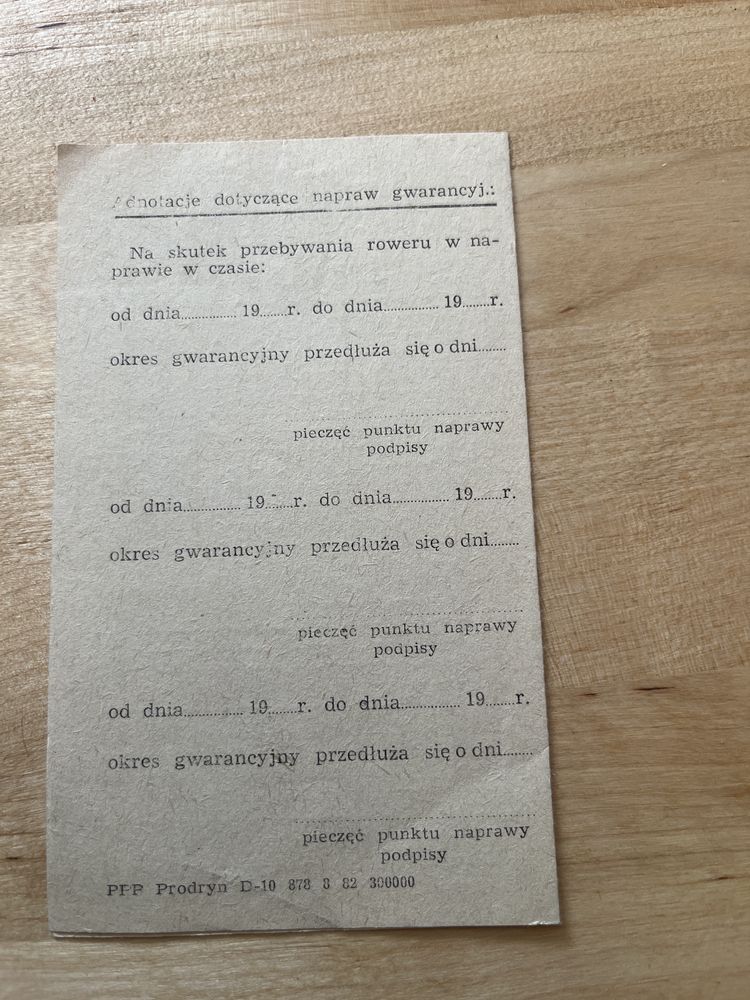 Adnotacje dotyczące napraw gwarancyj.:
Na skutek przebywania roweru w na-
prawie w czasie:
od dnia............... 19.......r. do dnia............... 19.......r.
okres gwarancyjny przedłuża się o dni........
pieczęć punktu naprawy
podpisy
od dnia............... 19.......r. do dnia............... 19.......r.
okres gwarancyjny przedłuża się o dni........
pieczęć punktu naprawy
podpisy
od dnia............... 19.......r. do dnia............... 19.......r.
okres gwarancyjny przedłuża się o dni........
pieczęć punktu naprawy
podpisy
PPP Prodryn D-10 878 8 82 300000